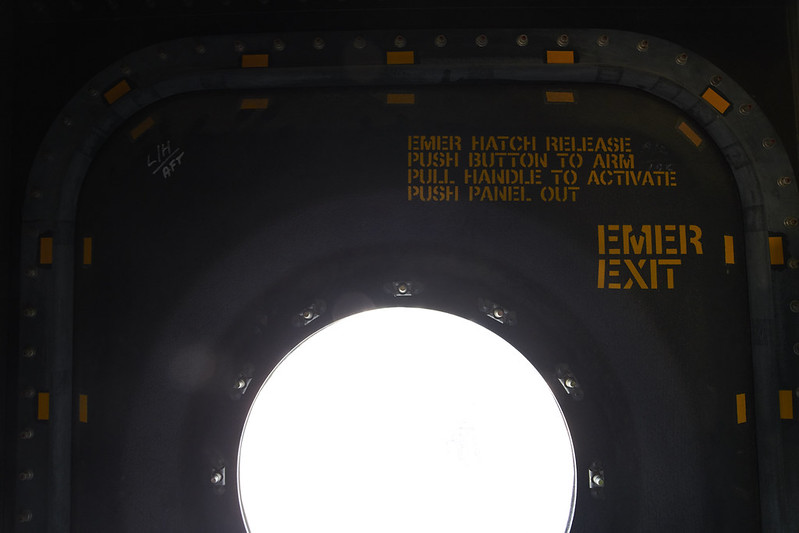 EMER HATCH RELEASE
PUSH BUTTON TO ARM
PULL HANDLE TO ACTIVATE
PUSH PANEL OUT
EMER
EXIT
L/H
AFT